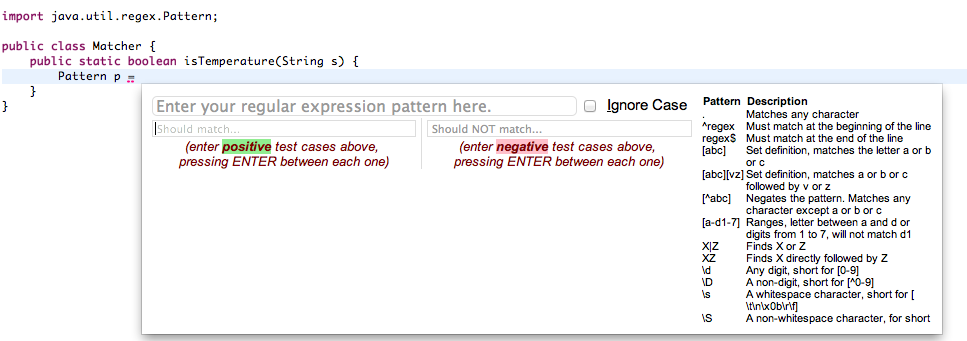 import java.util.regex.Pattern;
public class Matcher {
public static boolean isTemperature(String s) {
Pattern p =
}
}
Enter your regular expression pattern here.
Ignore Case
Should match...
(enter positive test cases above,
pressing ENTER between each one)
Should NOT match...
(enter negative test cases above,
pressing ENTER between each one)
Pattern Description
. Matches any character
^regex Must match at the beginning of the line
regex$ Must match at the end of the line
[abc] Set definition, matches the letter a or b
or c
[abc][vz] Set definition, matches a or b or c
followed by v or z
[^abc] Negates the pattern. Matches any
character except a or b or c
[a-d1-7] Ranges, letter between a and d or
digits from 1 to 7, will not match d1
X|Z Finds X or Z
XZ Finds X directly followed by Z
\d Any digit, short for [0-9]
\D A non-digit, short for [^0-9]
\s A whitespace character, short for [
\t\n\x0b\r\f]
\S A non-whitespace character, for short